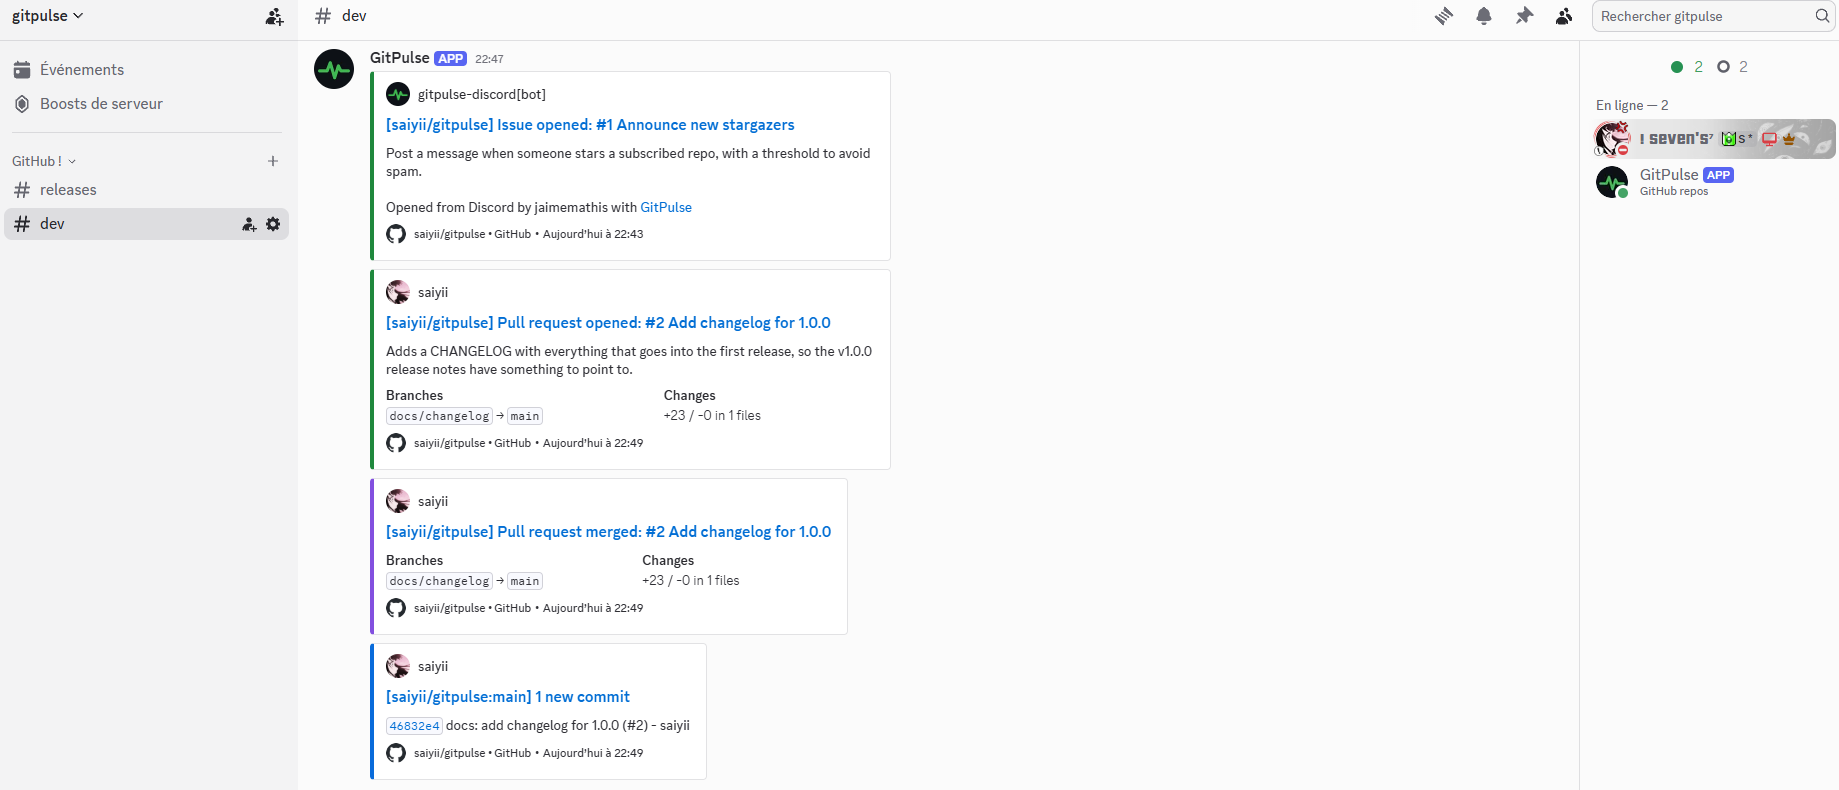 gitpulse
# dev
Rechercher gitpulse
Événements
Boosts de serveur
GitHub !
# releases
# dev
GitPulse APP 22:47
gitpulse-discord[bot]
[saiyii/gitpulse] Issue opened: #1 Announce new stargazers
Post a message when someone stars a subscribed repo, with a threshold to avoid
spam.
Opened from Discord by jaimemathis with GitPulse
saiyii/gitpulse • GitHub • Aujourd'hui à 22:43
saiyii
[saiyii/gitpulse] Pull request opened: #2 Add changelog for 1.0.0
Adds a CHANGELOG with everything that goes into the first release, so the v1.0.0
release notes have something to point to.
Branches Changes
docs/changelog → main +23 / -0 in 1 files
saiyii/gitpulse • GitHub • Aujourd'hui à 22:49
saiyii
[saiyii/gitpulse] Pull request merged: #2 Add changelog for 1.0.0
Branches Changes
docs/changelog → main +23 / -0 in 1 files
saiyii/gitpulse • GitHub • Aujourd'hui à 22:49
saiyii
[saiyii/gitpulse:main] 1 new commit
46832e4 docs: add changelog for 1.0.0 (#2) - saiyii
saiyii/gitpulse • GitHub • Aujourd'hui à 22:49
2 2
En ligne — 2
! seven's⁷ s*
GitPulse APP
GitHub repos